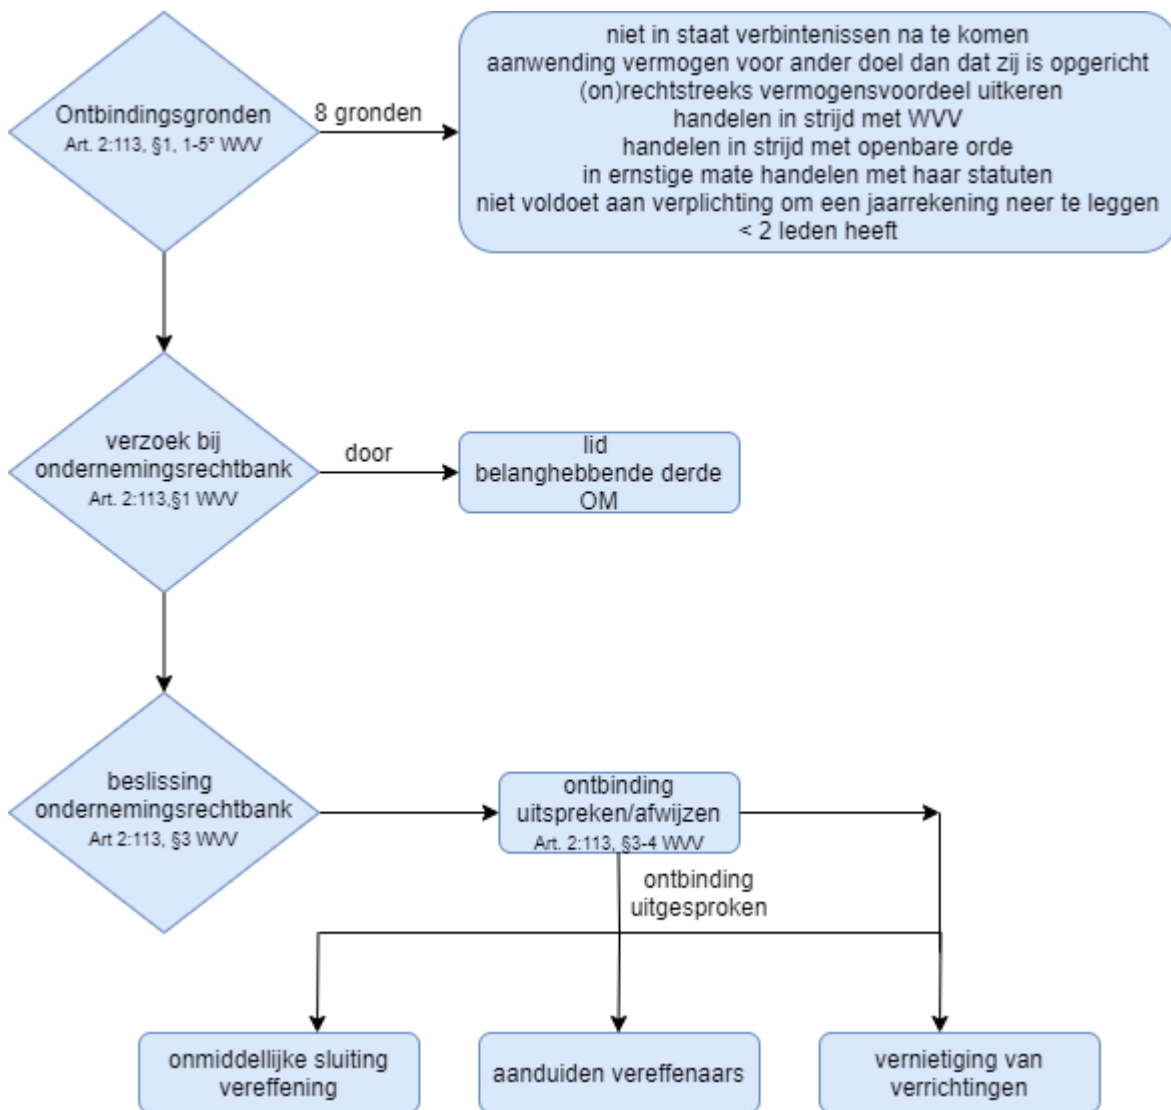 Ontbindingsgronden
Art. 2:113, §1, 1-5° WVV
8 gronden
niet in staat verbintenissen na te komen
aanwending vermogen voor ander doel dan dat zij is opgericht
(on)rechtstreeks vermogensvoordeel uitkeren
handelen in strijd met WVV
handelen in strijd met openbare orde
in ernstige mate handelen met haar statuten
niet voldoet aan verplichting om een jaarrekening neer te leggen
< 2 leden heeft
verzoek bij
ondernemingsrechtbank
Art. 2:113,§1 WVV
door
lid
belanghebbende derde
OM
beslissing
ondernemingsrechtbank
Art 2:113, §3 WVV
ontbinding
uitspreken/afwijzen
Art. 2:113, §3-4 WVV
ontbinding
uitgesproken
onmiddellijke sluiting
vereffening
aanduiden vereffenaars
vernietiging van
verrichtingen